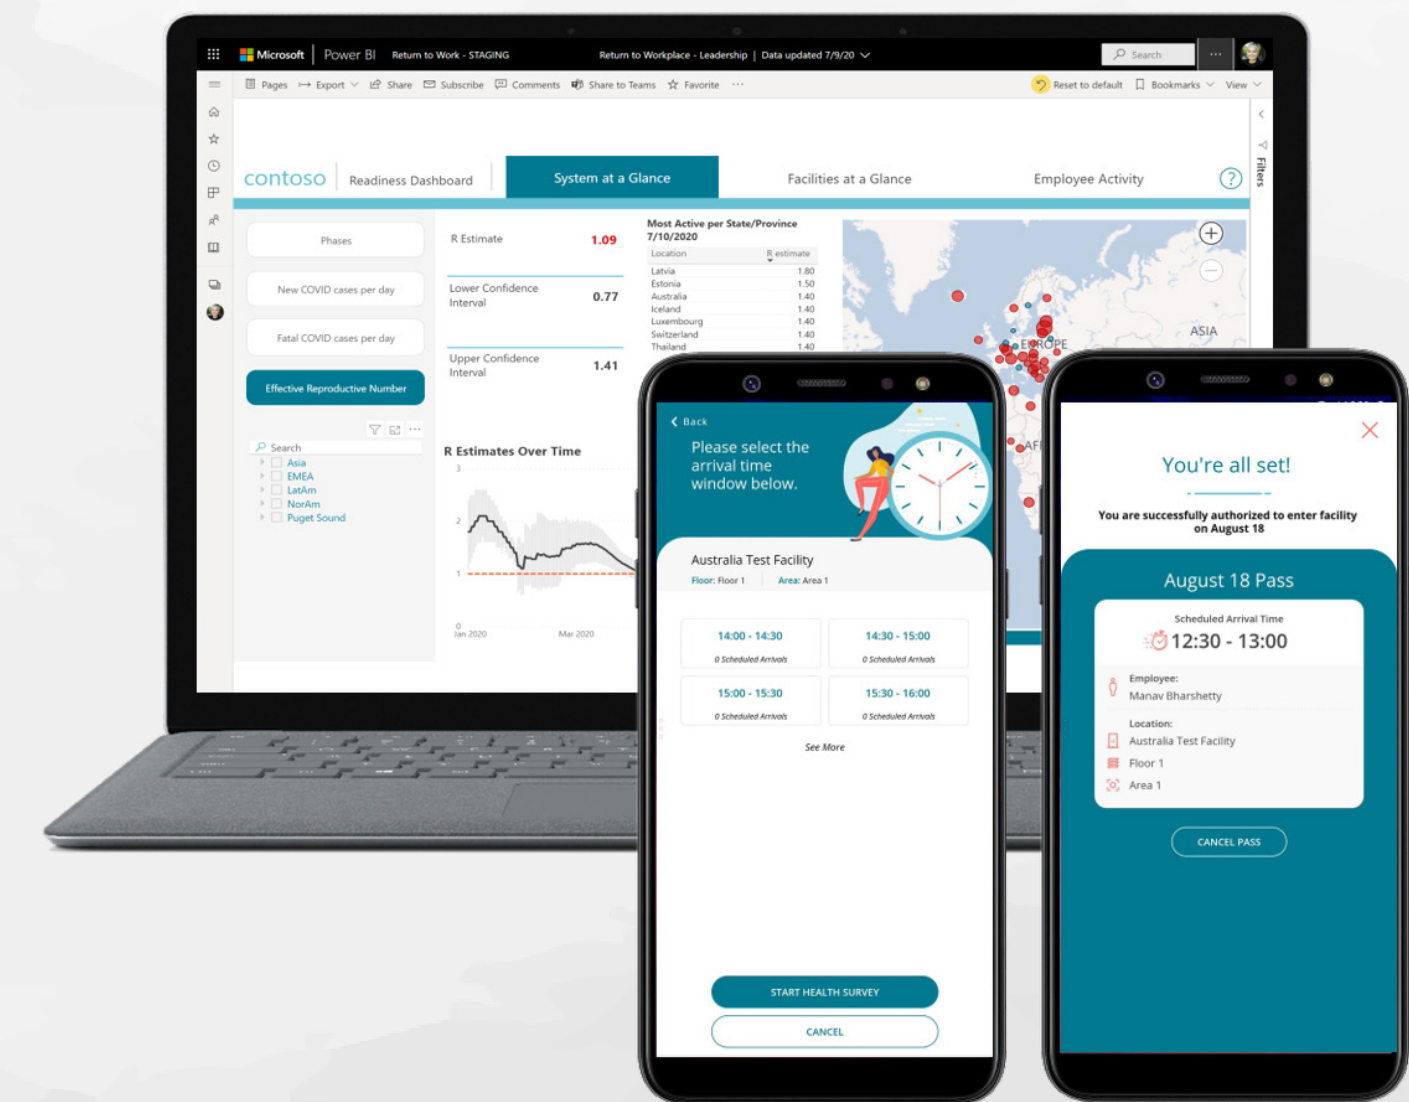 Microsoft Power BI Return to Work - STAGING Return to Workplace - Leadership | Data updated 7/9/20 Search ...
Pages Export Share Subscribe Comments Share to Teams Favorite ... Reset to default Bookmarks View
Filters
contoso Readiness Dashboard System at a Glance Facilities at a Glance Employee Activity ?
Phases
New COVID cases per day
Fatal COVID cases per day
Effective Reproductive Number
Search
Asia
EMEA
LatAm
NorAm
Puget Sound
R Estimate 1.09
Lower Confidence
Interval 0.77
Upper Confidence
Interval 1.41
Most Active per State/Province
7/10/2020
Location R estimate
Latvia 1.80
Estonia 1.50
Australia 1.40
Iceland 1.40
Luxembourg 1.40
Switzerland 1.40
Thailand 1.40
ASIA
EUROPE
R Estimates Over Time
3
2
1
0
Jan 2020 Mar 2020
Back
Please select the
arrival time
window below.
Australia Test Facility
Floor: Floor 1 Area: Area 1
14:00 - 14:30 14:30 - 15:00
0 Scheduled Arrivals 0 Scheduled Arrivals
15:00 - 15:30 15:30 - 16:00
0 Scheduled Arrivals 0 Scheduled Arrivals
See More
START HEALTH SURVEY
CANCEL
You're all set!
You are successfully authorized to enter facility
on August 18
August 18 Pass
Scheduled Arrival Time
12:30 - 13:00
Employee:
Manav Bharshetty
Location:
Australia Test Facility
Floor 1
Area 1
CANCEL PASS